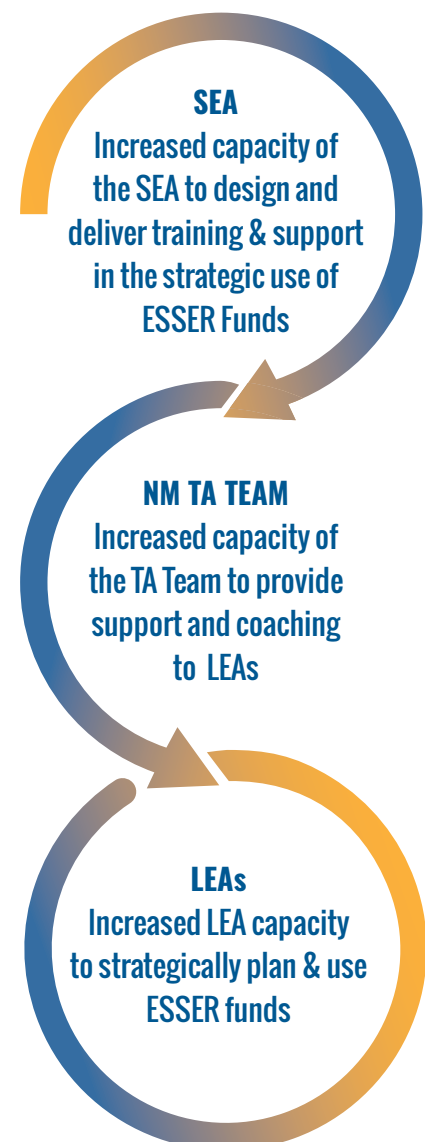 SEA
Increased capacity of
the SEA to design and
deliver training & support
in the strategic use of
ESSER Funds
NM TA TEAM
Increased capacity of
the TA Team to provide
support and coaching
to LEAs
LEAs
Increased LEA capacity
to strategically plan & use
ESSER funds